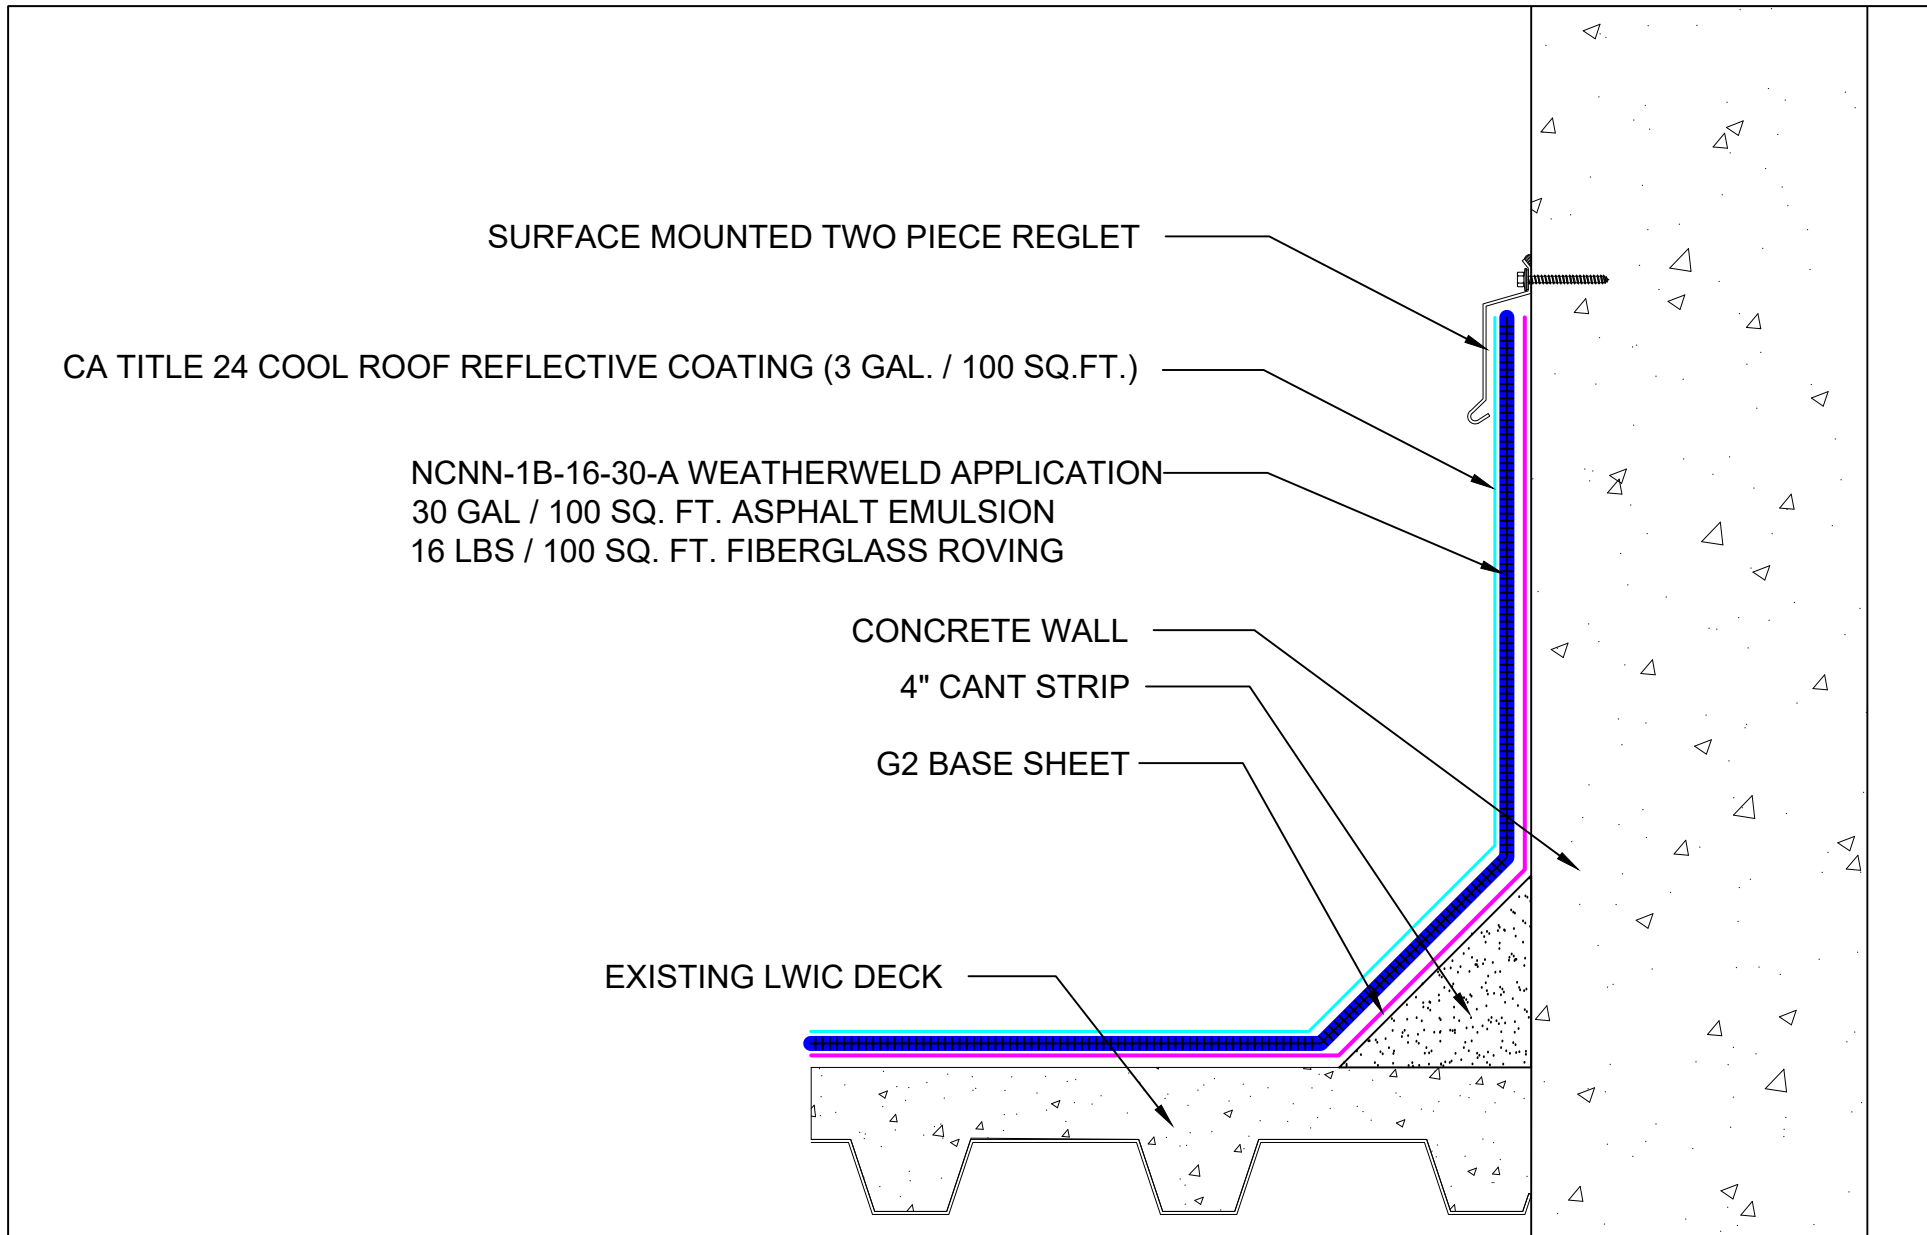 SURFACE MOUNTED TWO PIECE REGLET
CA TITLE 24 COOL ROOF REFLECTIVE COATING (3 GAL. / 100 SQ.FT.)
NCNN-1B-16-30-A WEATHERWELD APPLICATION
30 GAL / 100 SQ. FT. ASPHALT EMULSION
16 LBS / 100 SQ. FT. FIBERGLASS ROVING
CONCRETE WALL
4" CANT STRIP
G2 BASE SHEET
EXISTING LWIC DECK